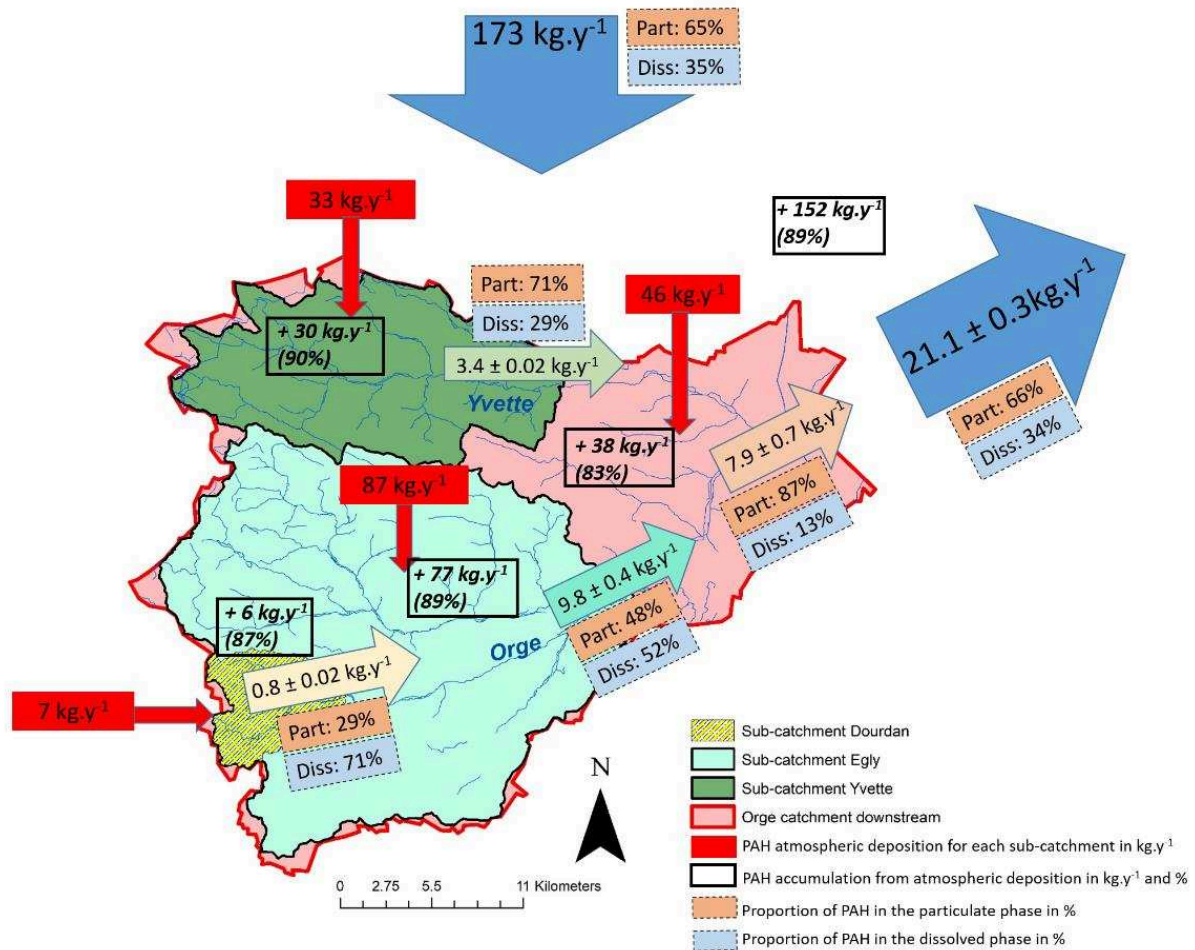 173 kg.y⁻¹
Part: 65%
Diss: 35%
33 kg.y⁻¹
+ 152 kg.y⁻¹
(89%)
21.1 ± 0.3kg.y⁻¹
Part: 66%
Diss: 34%
Part: 71%
Diss: 29%
46 kg.y⁻¹
+ 30 kg.y⁻¹
(90%)
3.4 ± 0.02 kg.y⁻¹
Yvette
+ 38 kg.y⁻¹
(83%)
7.9 ± 0.7 kg.y⁻¹
Part: 87%
Diss: 13%
87 kg.y⁻¹
+ 77 kg.y⁻¹
(89%)
9.8 ± 0.4 kg.y⁻¹
Part: 48%
Diss: 52%
Orge
+ 6 kg.y⁻¹
(87%)
0.8 ± 0.02 kg.y⁻¹
7 kg.y⁻¹
Part: 29%
Diss: 71%
N
0 2.75 5.5 11 Kilometers
Sub-catchment Dourdan
Sub-catchment Egly
Sub-catchment Yvette
Orge catchment downstream
PAH atmospheric deposition for each sub-catchment in kg.y⁻¹
PAH accumulation from atmospheric deposition in kg.y⁻¹ and %
Proportion of PAH in the particulate phase in %
Proportion of PAH in the dissolved phase in %